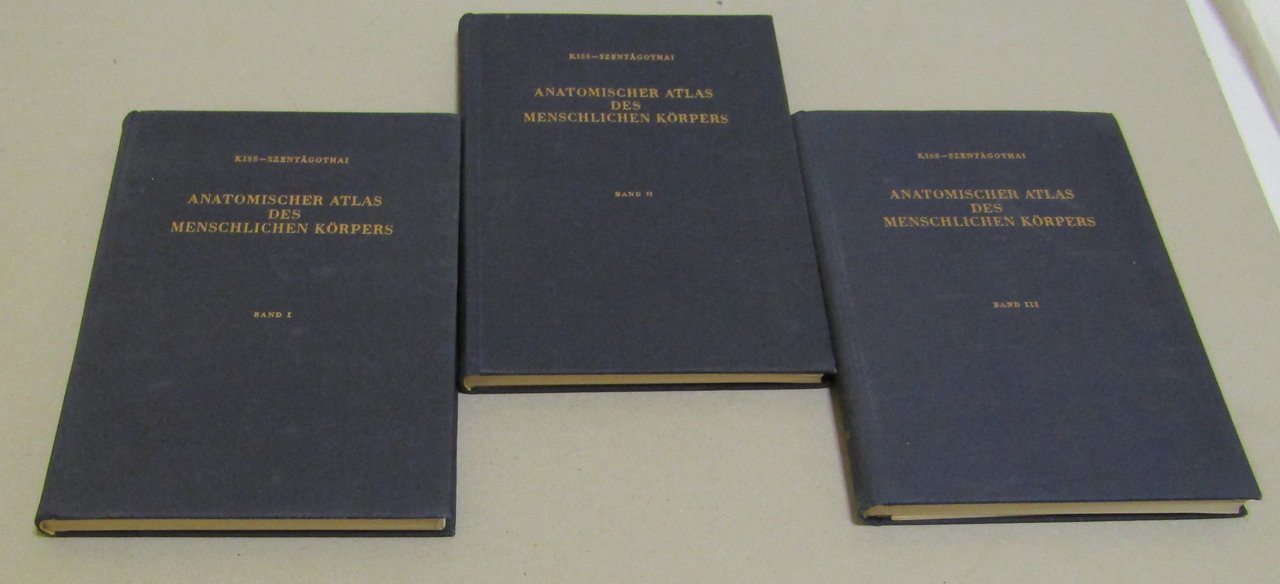 KISS–SZENTÁGOTHAI
ANATOMISCHER ATLAS
DES
MENSCHLICHEN KÖRPERS
BAND I
KISS–SZENTÁGOTHAI
ANATOMISCHER ATLAS
DES
MENSCHLICHEN KÖRPERS
BAND II
KISS–SZENTÁGOTHAI
ANATOMISCHER ATLAS
DES
MENSCHLICHEN KÖRPERS
BAND III